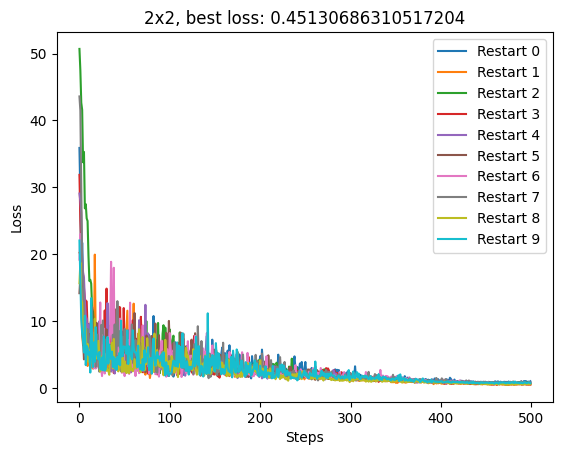 2x2, best loss: 0.45130686310517204
50
40
30
20
10
0
Loss
Restart 0
Restart 1
Restart 2
Restart 3
Restart 4
Restart 5
Restart 6
Restart 7
Restart 8
Restart 9
0 100 200 300 400 500
Steps